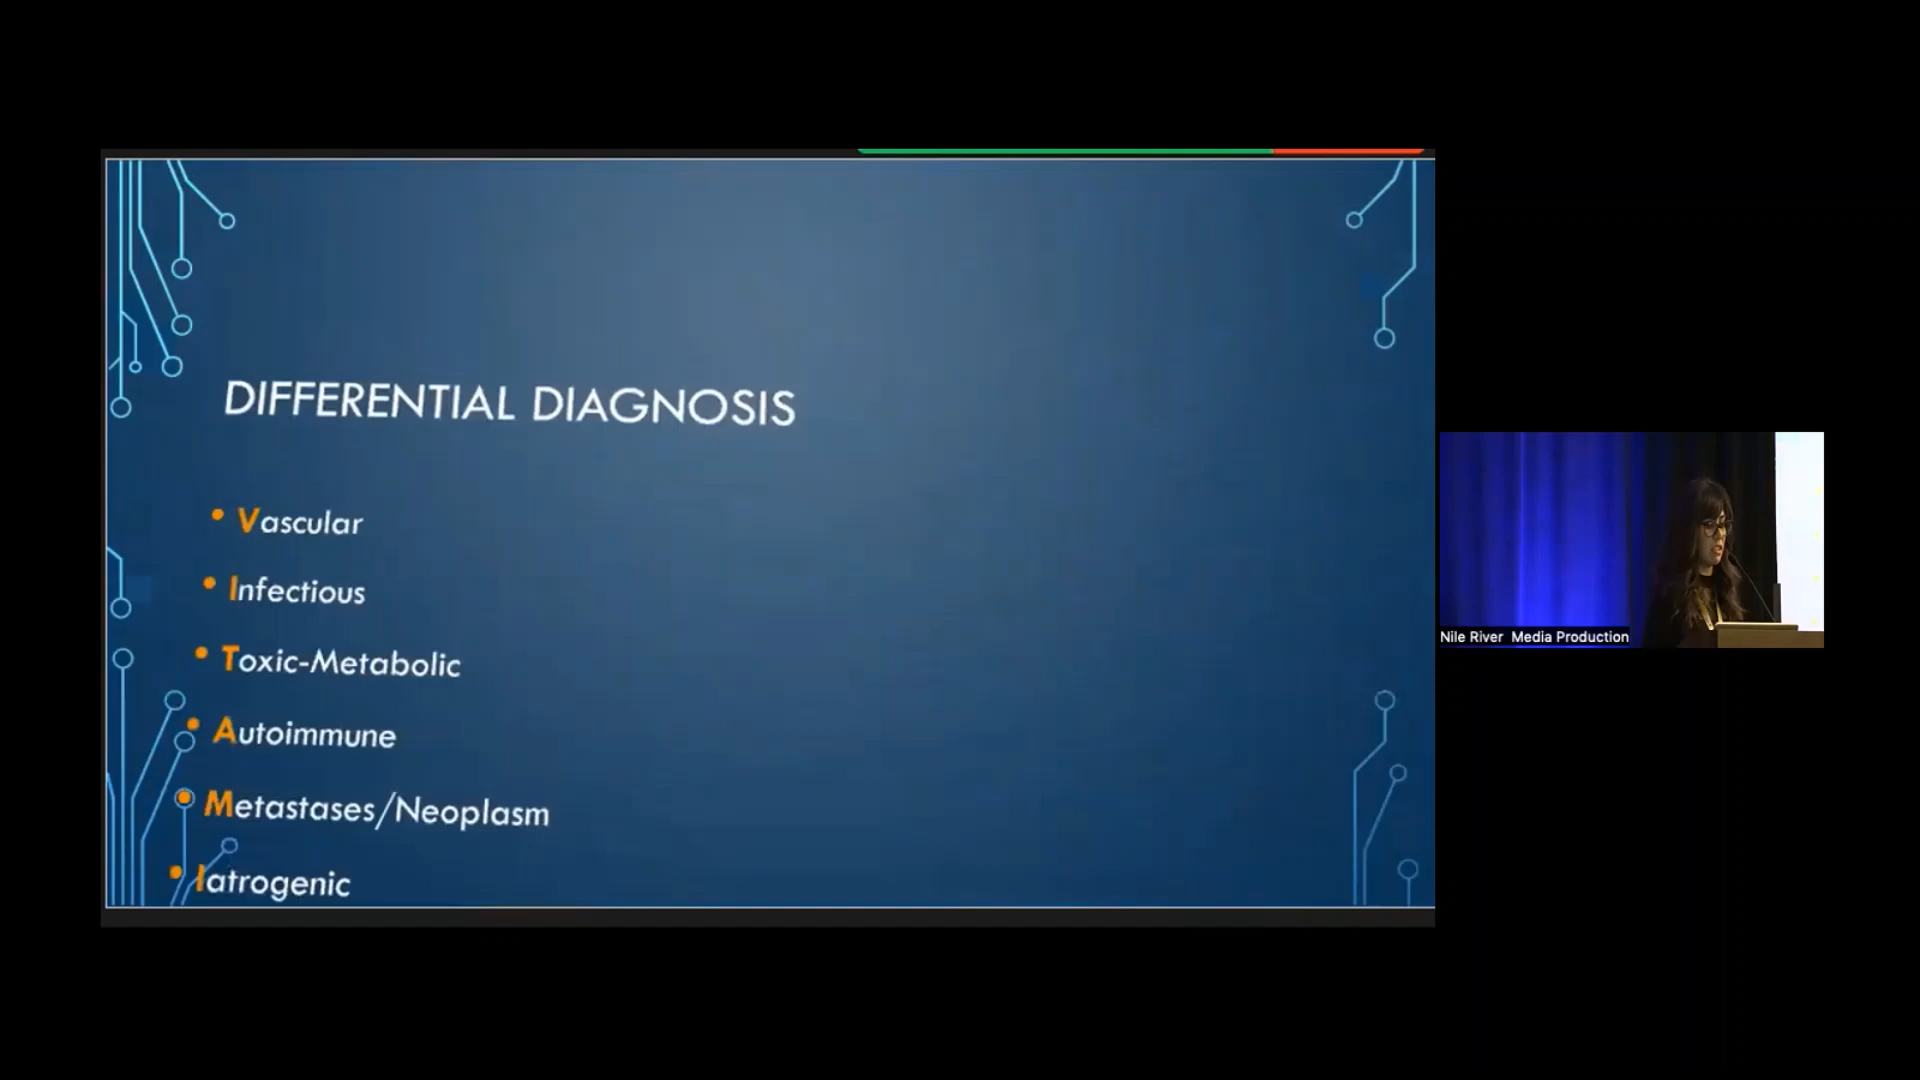 DIFFERENTIAL DIAGNOSIS
• Vascular
• Infectious
• Toxic-Metabolic
• Autoimmune
• Metastases/Neoplasm
• Iatrogenic
Nile River Media Production